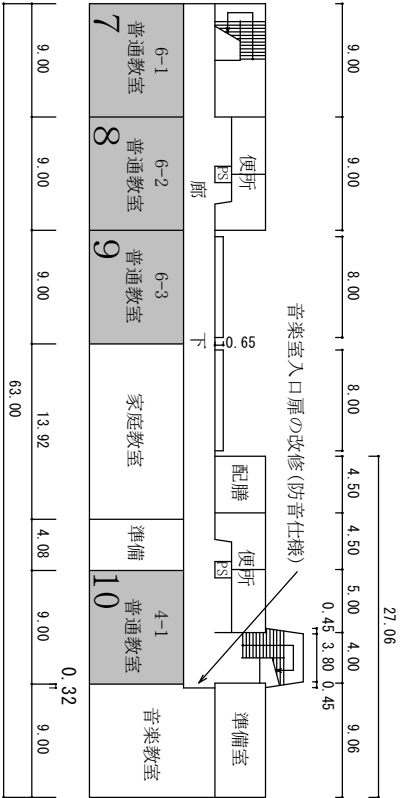 9.00
9.00
8.00
8.00
4.50
4.50
5.00
4.00
9.06
27.06
0.45
3.80
0.45
音楽室入口扉の改修(防音仕様)
便所
PS
0.65
配膳
便所
PS
準備室
廊
下
6-1
普通教室
7
6-2
普通教室
8
6-3
普通教室
9
家庭教室
準備
4-1
普通教室
10
音楽教室
0.32
9.00
9.00
9.00
13.92
4.08
9.00
9.00
63.00